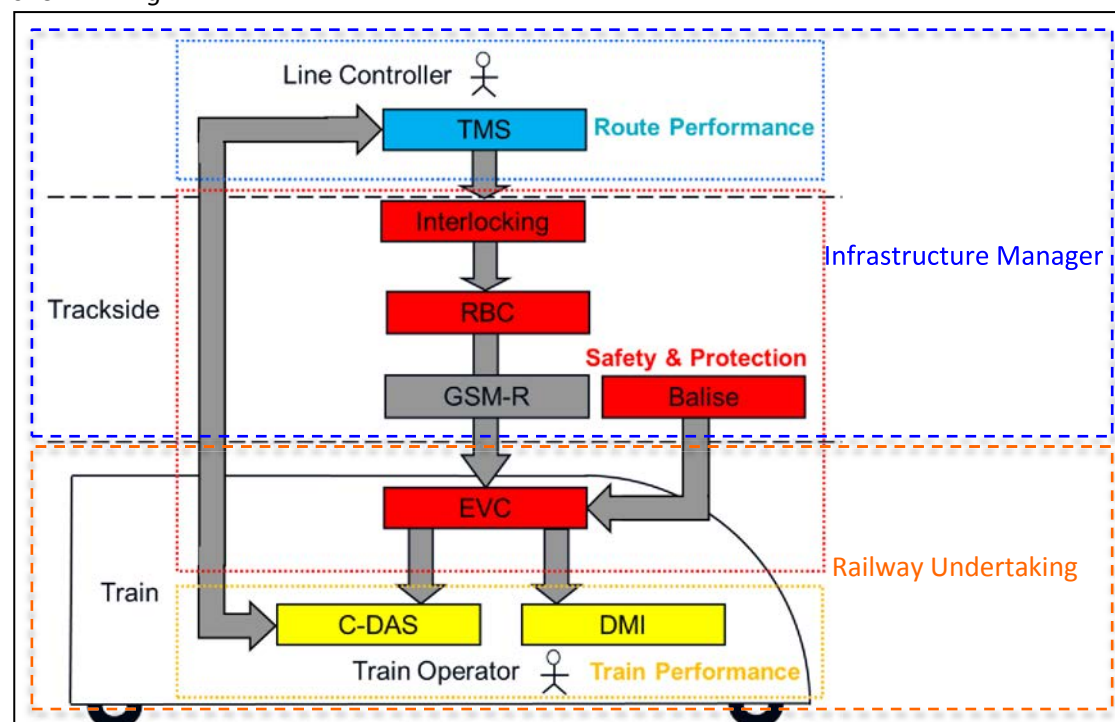 Line Controller
TMS
Route Performance
Interlocking
Infrastructure Manager
Trackside
RBC
Safety & Protection
GSM-R
Balise
EVC
Railway Undertaking
Train
C-DAS
DMI
Train Operator
Train Performance